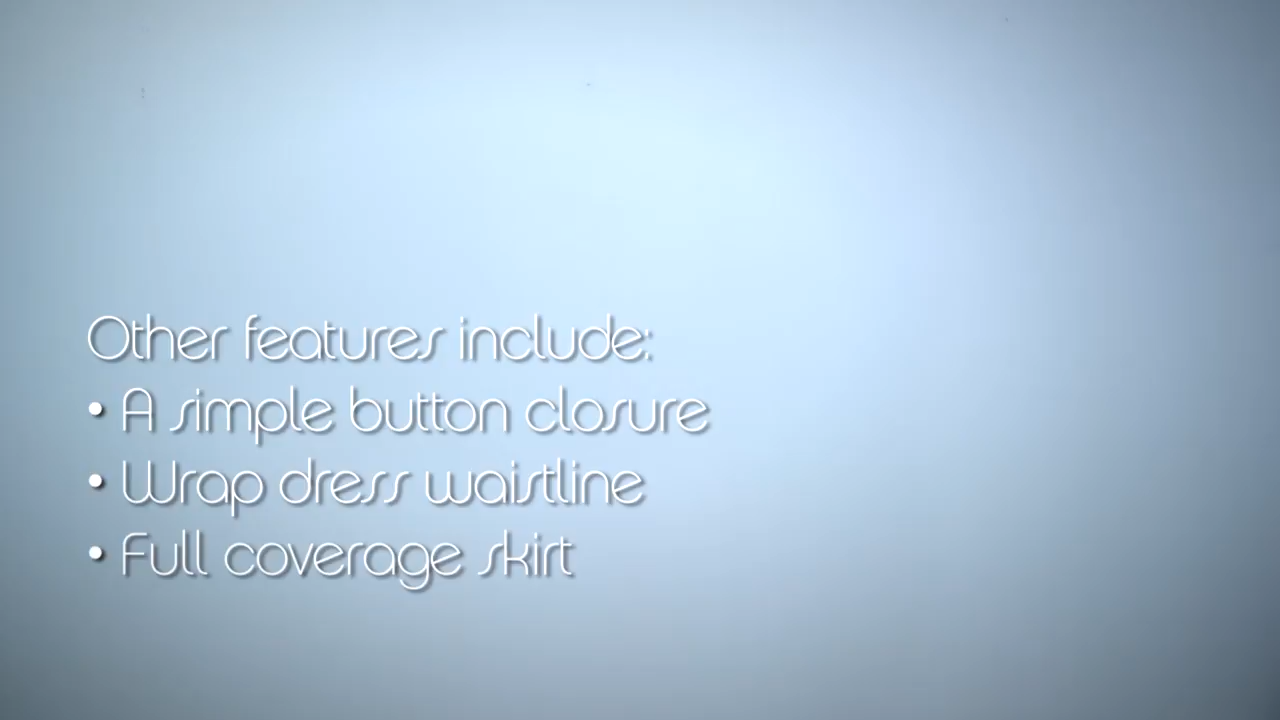 Other features include:
• A simple button closure
• Wrap dress waistline
• Full coverage skirt